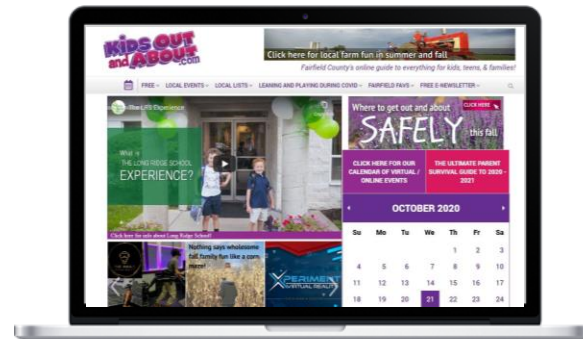 KiDS OUT
and ABOUT.com
Click here for local farm fun in summer and fall
Fairfield County's online guide to everything for kids, teens, & families!
FREE LOCAL EVENTS LOCAL LISTS LEANING AND PLAYING DURING COVID FAIRFIELD FAVS FREE E-NEWSLETTER
Experience
What is
THE LONG RIDGE SCHOOL
EXPERIENCE?
Click here for info about Long Ridge School!
Where to get out and about
CLICK HERE
SAFELY
this fall
CLICK HERE FOR OUR
CALENDAR OF VIRTUAL /
ONLINE EVENTS
THE ULTIMATE PARENT
SURVIVAL GUIDE TO 2020 -
2021
OCTOBER 2020
Su Mo Tu We Th Fr Sa
1 2 3
4 5 6 7 8 9 10
11 12 13 14 15 16 17
18 19 20 21 22 23 24
Nothing says wholesome
fall family fun like a corn
maze!
XPERIMENT
VIRTUAL REALITY